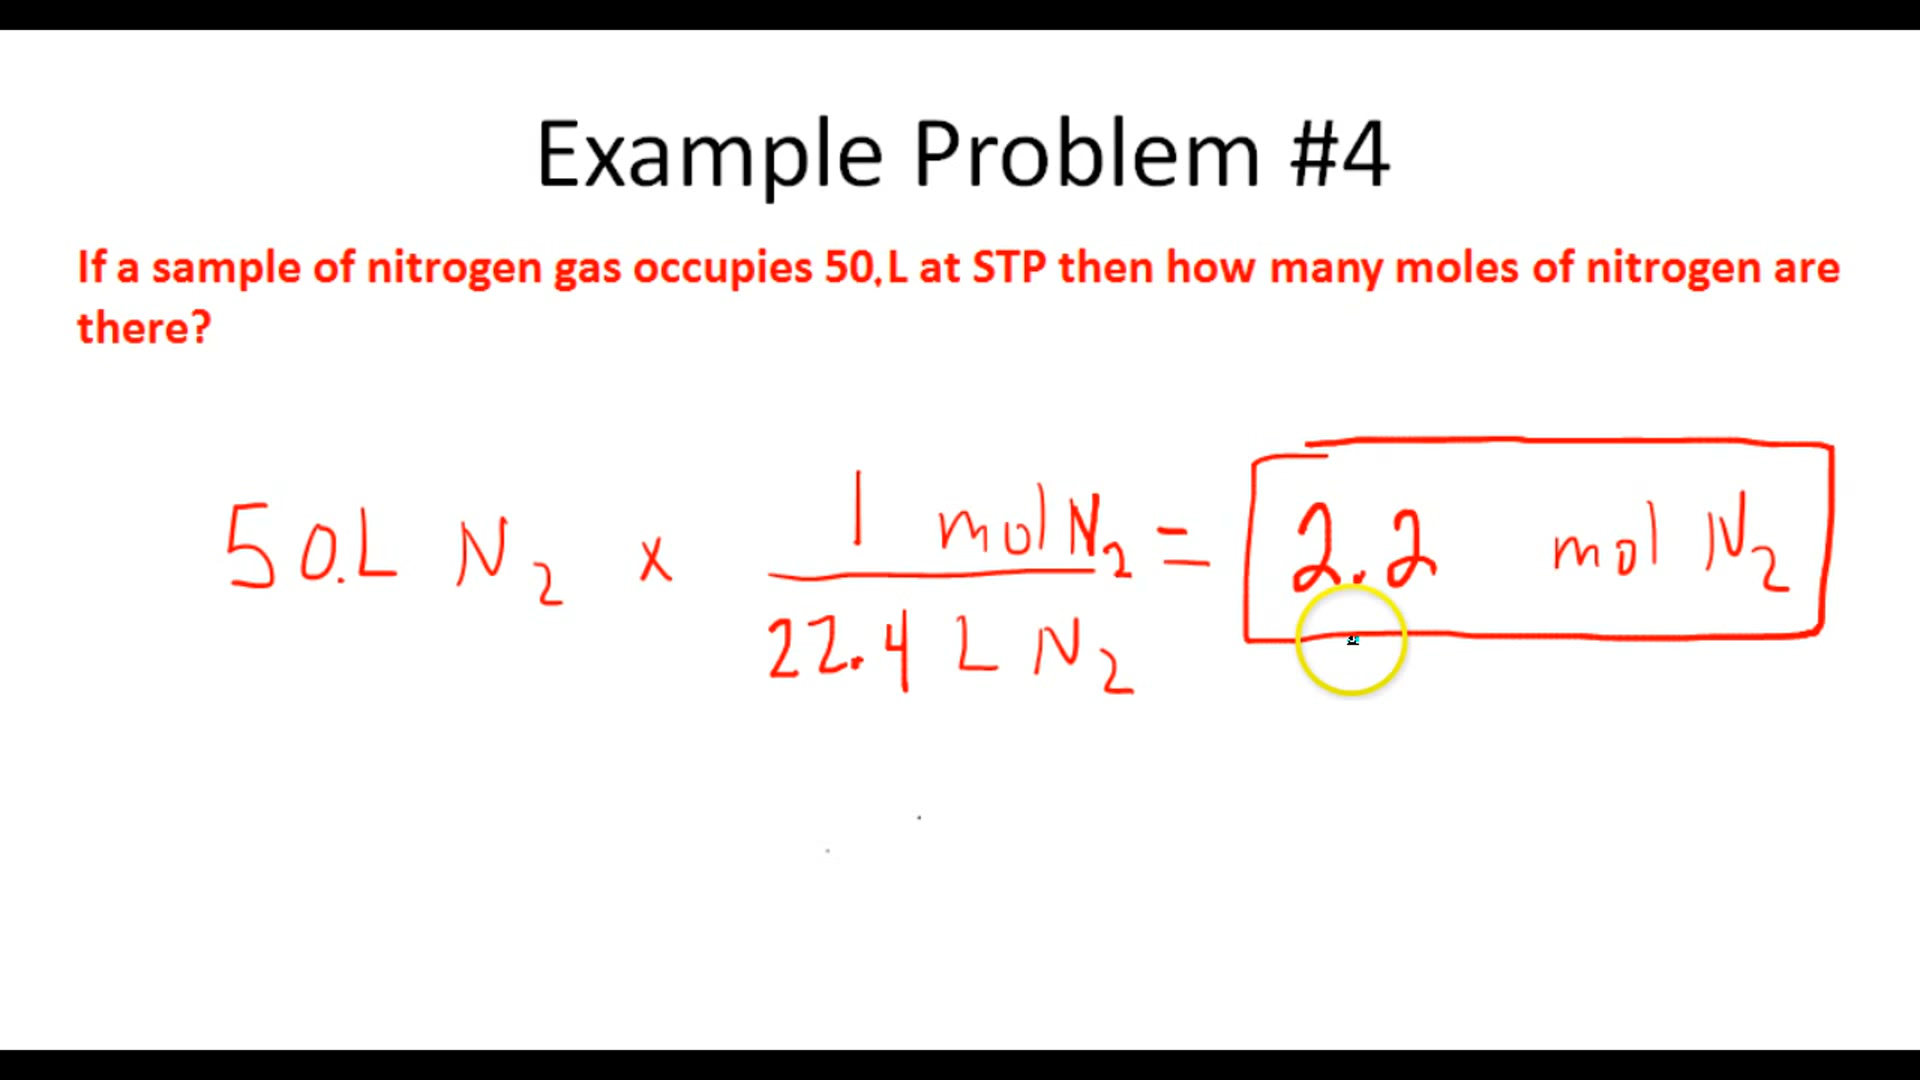 Example Problem #4
If a sample of nitrogen gas occupies 50.L at STP then how many moles of nitrogen are
there?
50.L N₂ x 1 mol N₂ = 2.2 mol N₂
22.4 L N₂